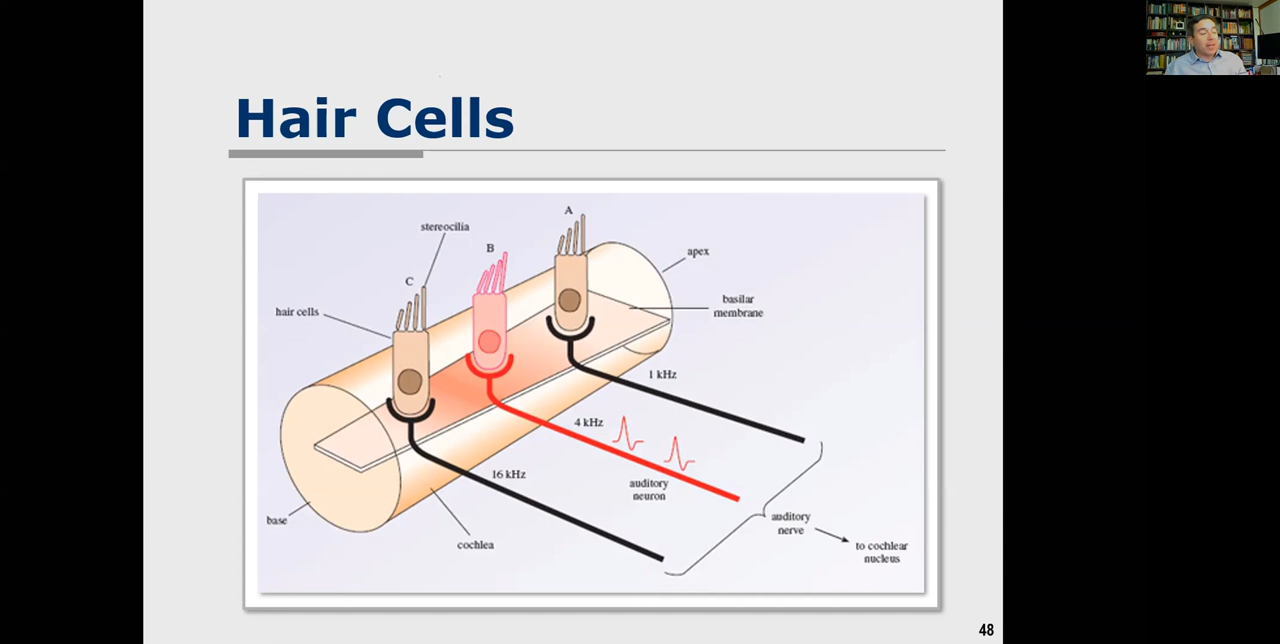 Hair Cells
A
stereocilia
B
apex
C
basilar
membrane
hair cells
1 kHz
4 kHz
16 kHz
auditory
neuron
base
auditory
nerve
cochlea
to cochlear
nucleus
48